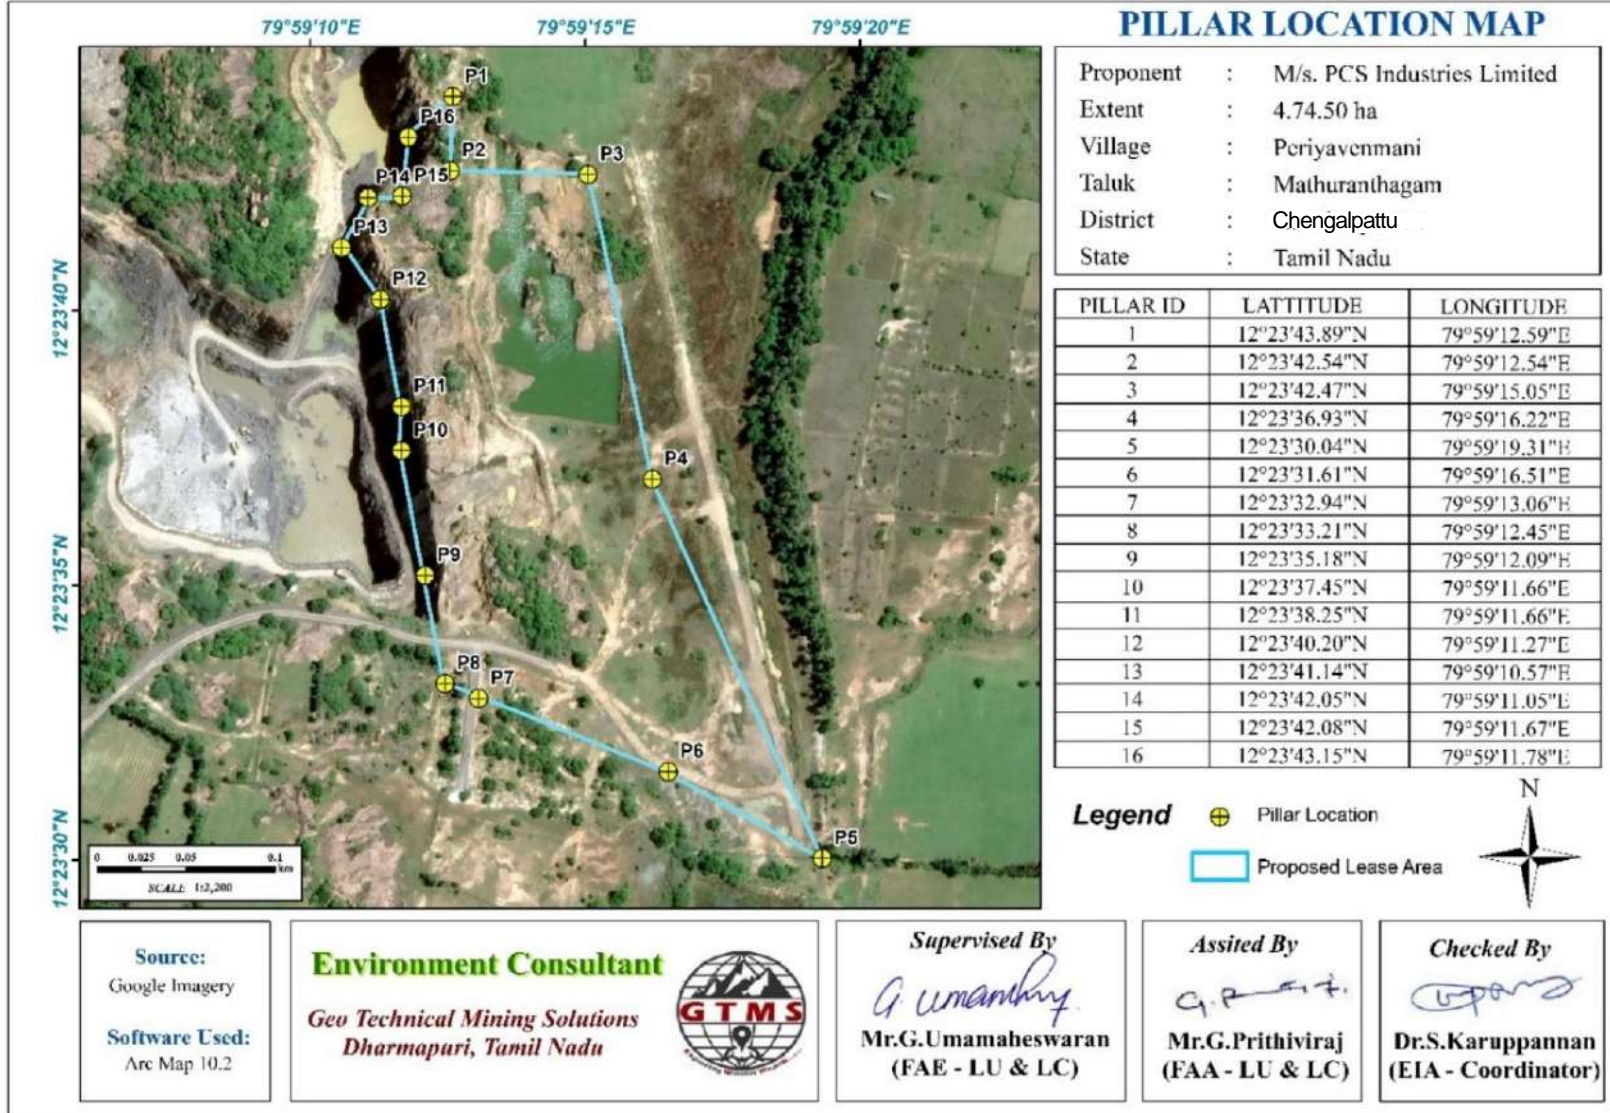 79°59'10"E 79°59'15"E 79°59'20"E
PILLAR LOCATION MAP
Proponent : M/s. PCS Industries Limited
Extent : 4.74.50 ha
Village : Periyavenmani
Taluk : Mathuranthagam
District : Chengalpattu
State : Tamil Nadu
PILLAR ID LATTITUDE LONGITUDE
1 12°23'43.89"N 79°59'12.59"E
2 12°23'42.54"N 79°59'12.54"E
3 12°23'42.47"N 79°59'15.05"E
4 12°23'36.93"N 79°59'16.22"E
5 12°23'30.04"N 79°59'19.31"E
6 12°23'31.61"N 79°59'16.51"E
7 12°23'32.94"N 79°59'13.06"E
8 12°23'33.21"N 79°59'12.45"E
9 12°23'35.18"N 79°59'12.09"E
10 12°23'37.45"N 79°59'11.66"E
11 12°23'38.25"N 79°59'11.66"E
12 12°23'40.20"N 79°59'11.27"E
13 12°23'41.14"N 79°59'10.57"E
14 12°23'42.05"N 79°59'11.05"E
15 12°23'42.08"N 79°59'11.67"E
16 12°23'43.15"N 79°59'11.78"E
P1
P16
P2
P3
P14 P15
P13
P12
P11
P10
P4
P9
P8
P7
P6
P5
12°23'40"N
12°23'35"N
12°23'30"N
0 0.025 0.05 0.1
km
SCALE 1:2,200
N
Legend
Pillar Location
Proposed Lease Area
Source:
Google Imagery
Software Used:
Arc Map 10.2
Environment Consultant
Geo Technical Mining Solutions
Dharmapuri, Tamil Nadu
GTMS
Supervised By
G. Umamhy
Mr.G.Umamaheswaran
(FAE - LU & LC)
Assited By
Mr.G.Prithiviraj
(FAA - LU & LC)
Checked By
Dr.S.Karuppannan
(EIA - Coordinator)